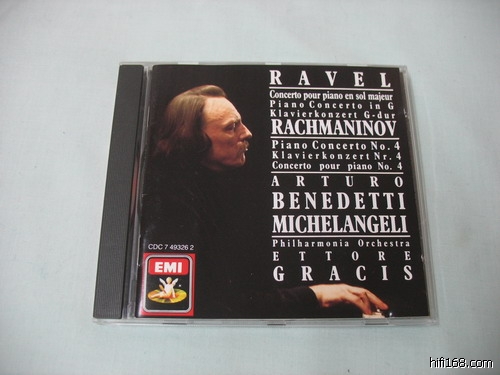 RAVEL
Concerto pour piano en sol majeur
Piano Concerto in G
Klavierkonzert G-dur
RACHMANINOV
Piano Concerto No. 4
Klavierkonzert Nr. 4
Concerto pour piano No. 4
ARTURO
BENEDETTI
MICHELANGELI
Philharmonia Orchestra
ETTORE
GRACIS
CDC 7 49326 2
EMI
hifi168.com